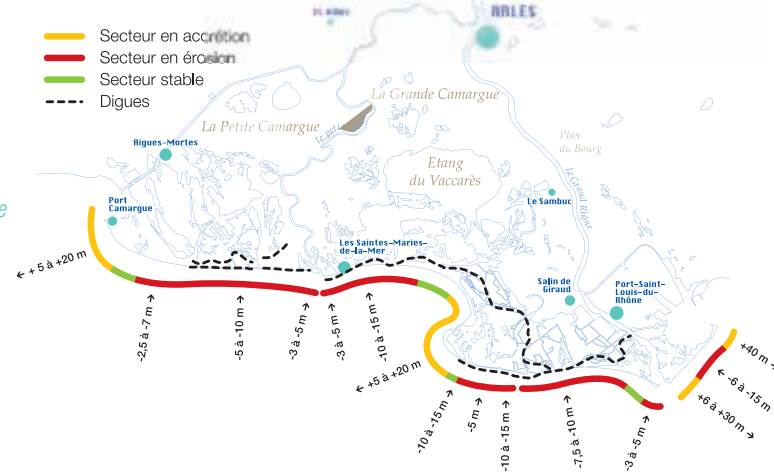 ARLES
Secteur en accrétion
Secteur en érosion
Secteur stable
Digues
La Grande Camargue
La Petite Camargue
Le petit
Plan
du Bourg
Aigues-Mortes
Etang
du Vaccarès
Le Grand Rhône
Le Sambuc
Port
Camargue
Les Saintes-Maries-
de-la-Mer
Salin de
Giraud
Port-Saint-
Louis-du-
Rhône
← + 5 à +20 m →
-2,5 à -7 m →
-5 à -10 m →
-3 à -5 m →
-3 à -5 m →
-10 à -15 m →
← +5 à +20 m →
-10 à -15 m →
-5 m →
-10 à -15 m →
-7,5 à -10 m →
-3 à -5 m →
+40 m →
← -6 à -15 m
+6 à +30 m →